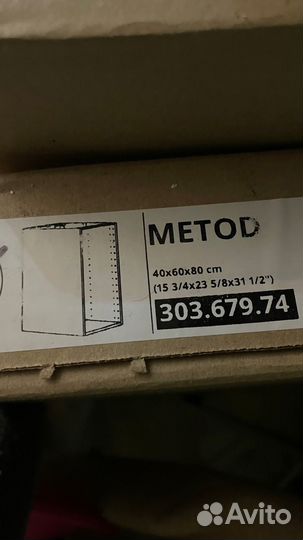 METOD
40x60x80 cm
(15 3/4x23 5/8x31 1/2")
303.679.74
Avito